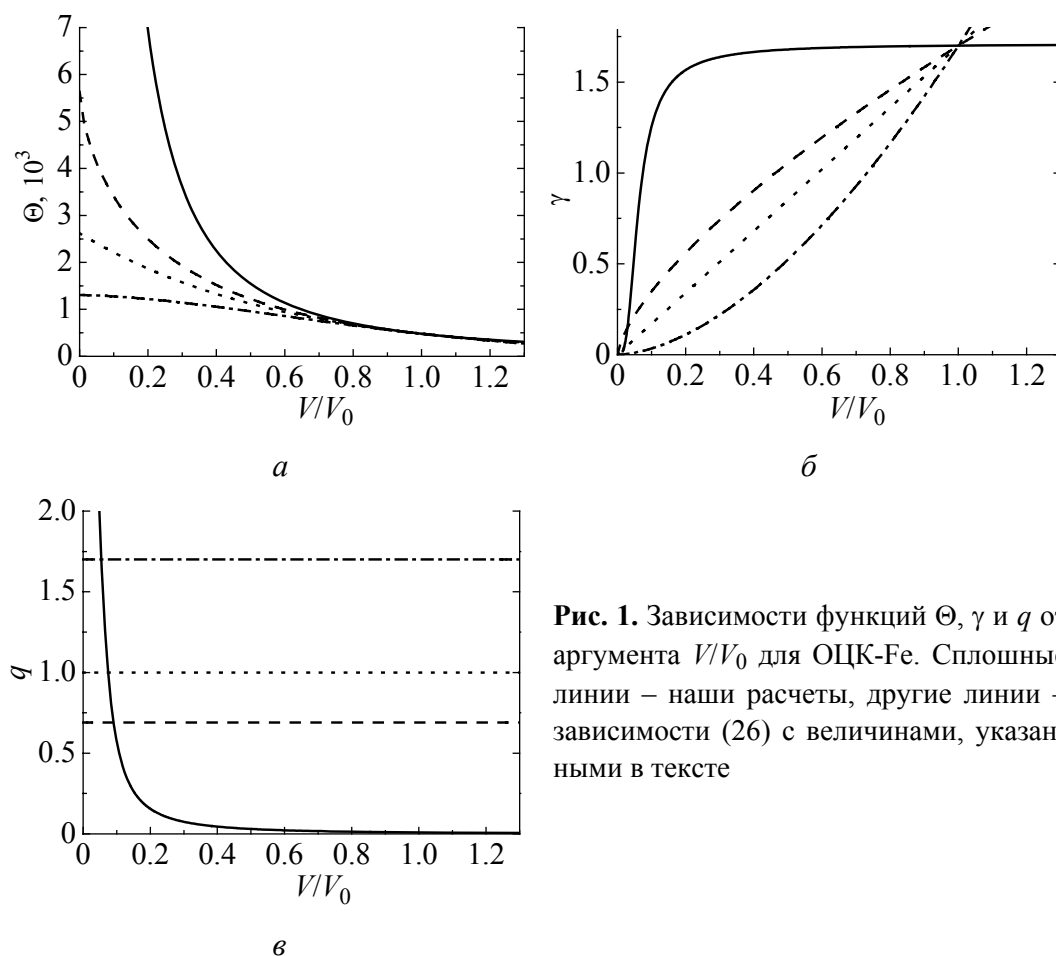 7
6
5
4
3
2
1
0
Θ, 10³
0 0.2 0.4 0.6 0.8 1.0 1.2
V/V₀
а
1.5
1.0
0.5
0
γ
0 0.2 0.4 0.6 0.8 1.0 1.2
V/V₀
б
2.0
1.5
1.0
0.5
0
q
0 0.2 0.4 0.6 0.8 1.0 1.2
V/V₀
в
Рис. 1. Зависимости функций Θ, γ и q от
аргумента V/V₀ для ОЦК-Fe. Сплошные
линии – наши расчеты, другие линии –
зависимости (26) с величинами, указан-
ными в тексте